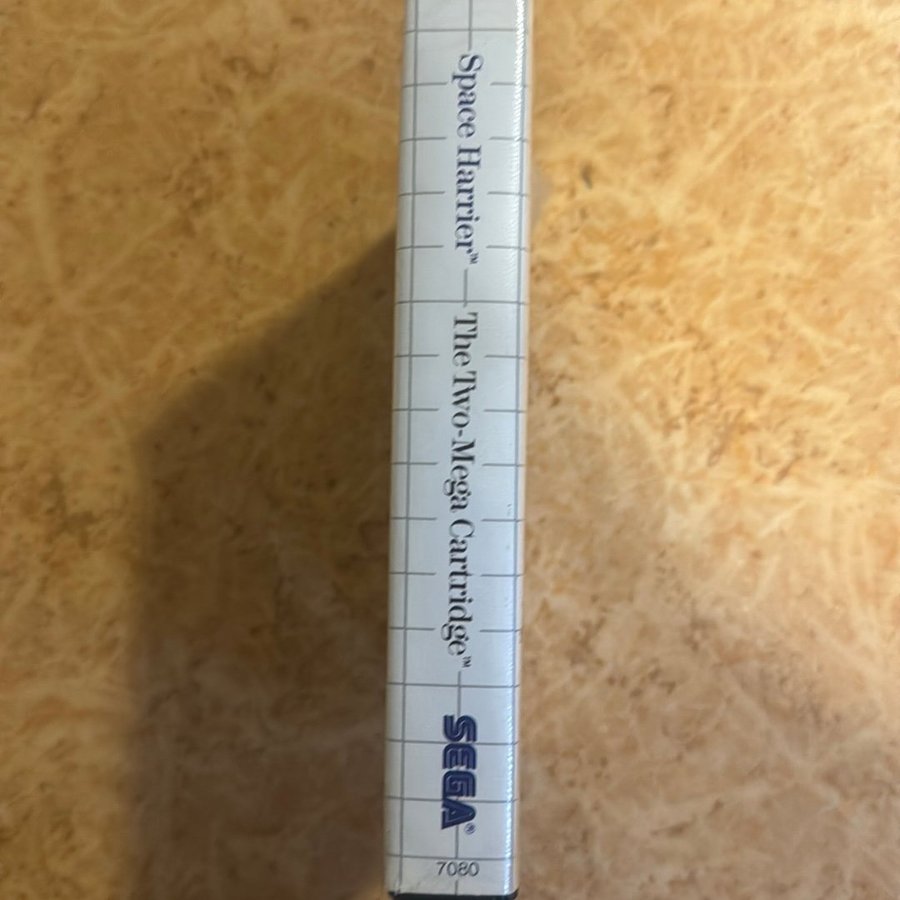 Space Harrier™
The Two-Mega Cartridge™
SEGA®
7080